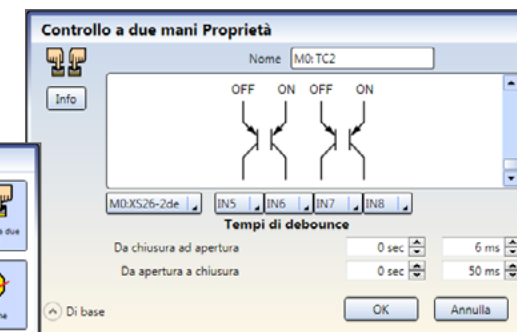 Controllo a due mani Proprietà
Nome M0:TC2
Info
OFF ON OFF ON
M0:XS26-2de IN5 IN6 IN7 IN8
Tempi di debounce
Da chiusura ad apertura 0 sec 6 ms
a due
Da apertura a chiusura 0 sec 50 ms
Di base OK Annulla